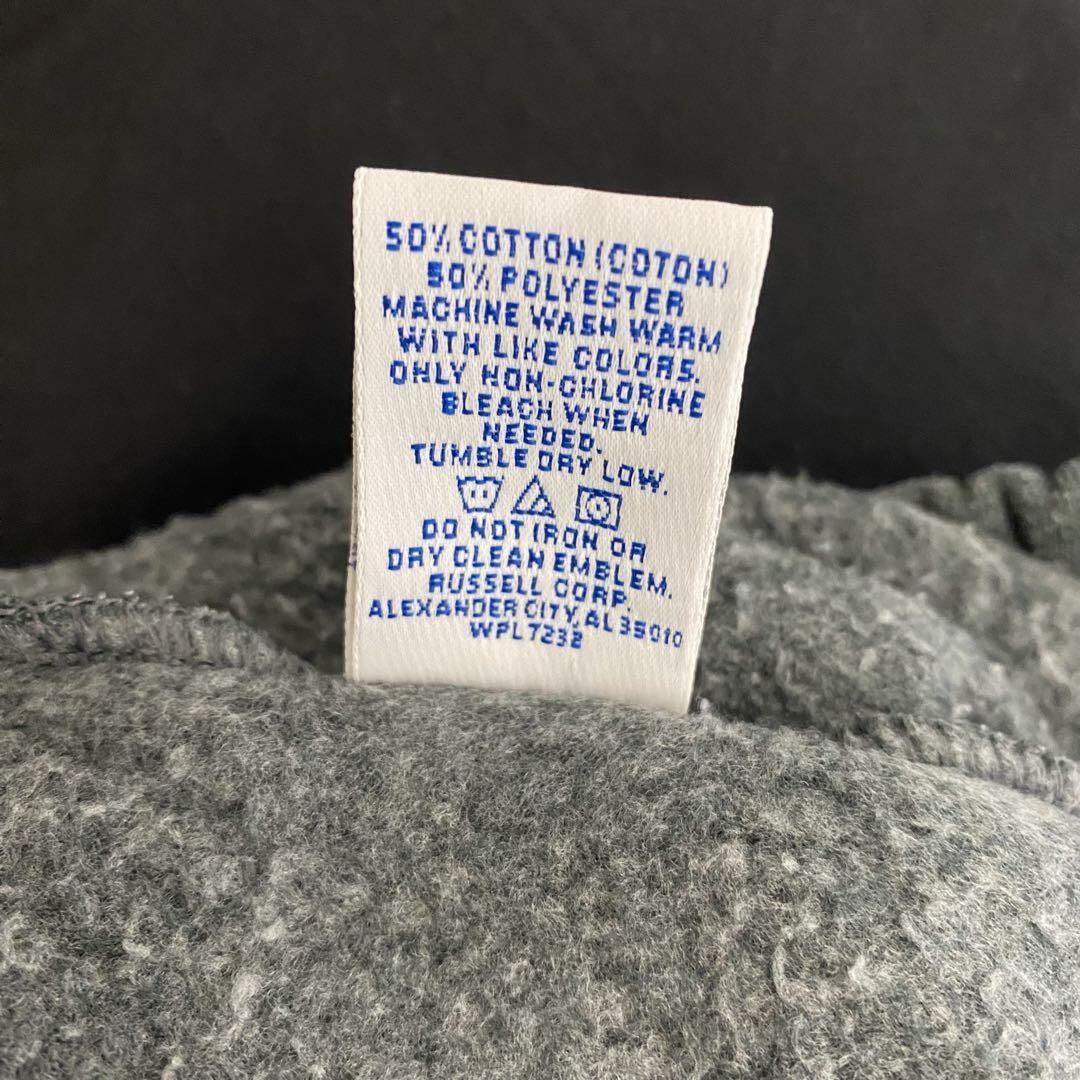 50% COTTON (COTON)
50% POLYESTER
MACHINE WASH WARM
WITH LIKE COLORS.
ONLY NON-CHLORINE
BLEACH WHEN
NEEDED.
TUMBLE DRY LOW.
DO NOT IRON OR
DRY CLEAN EMBLEM.
RUSSELL CORP.
ALEXANDER CITY, AL 35010
WPL 7232